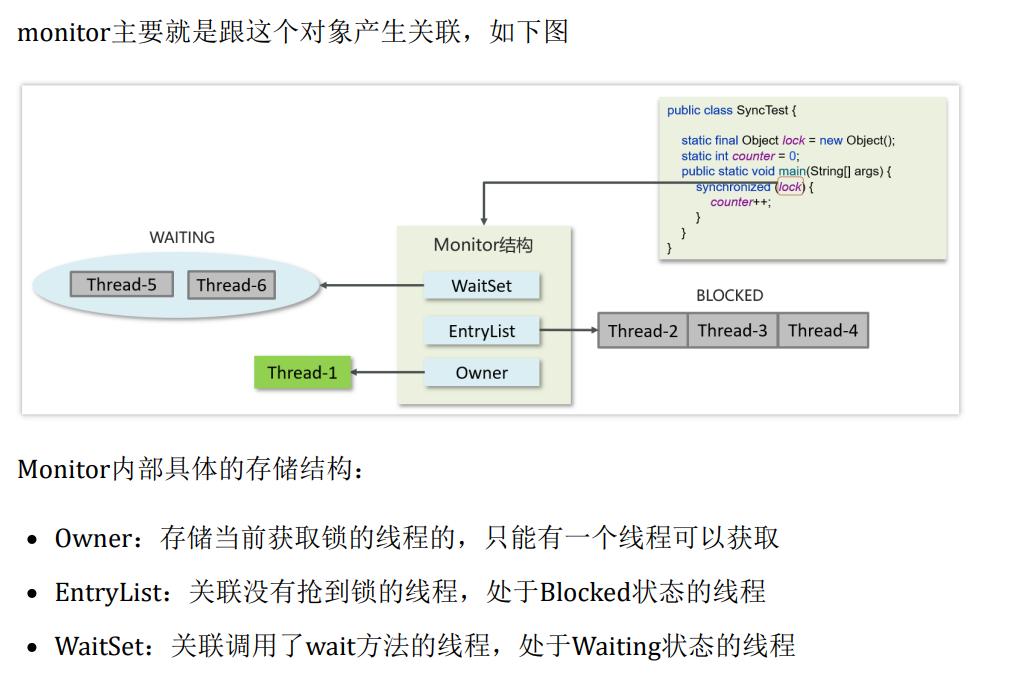 monitor主要就是跟这个对象产生关联，如下图
public class SyncTest {
static final Object lock = new Object();
static int counter = 0;
public static void main(String[] args) {
synchronized (lock) {
counter++;
}
}
}
WAITING
Thread-5 Thread-6
Monitor结构
WaitSet
EntryList
Owner
BLOCKED
Thread-2 Thread-3 Thread-4
Thread-1
Monitor内部具体的存储结构：
• Owner：存储当前获取锁的线程的，只能有一个线程可以获取
• EntryList：关联没有抢到锁的线程，处于Blocked状态的线程
• WaitSet：关联调用了wait方法的线程，处于Waiting状态的线程